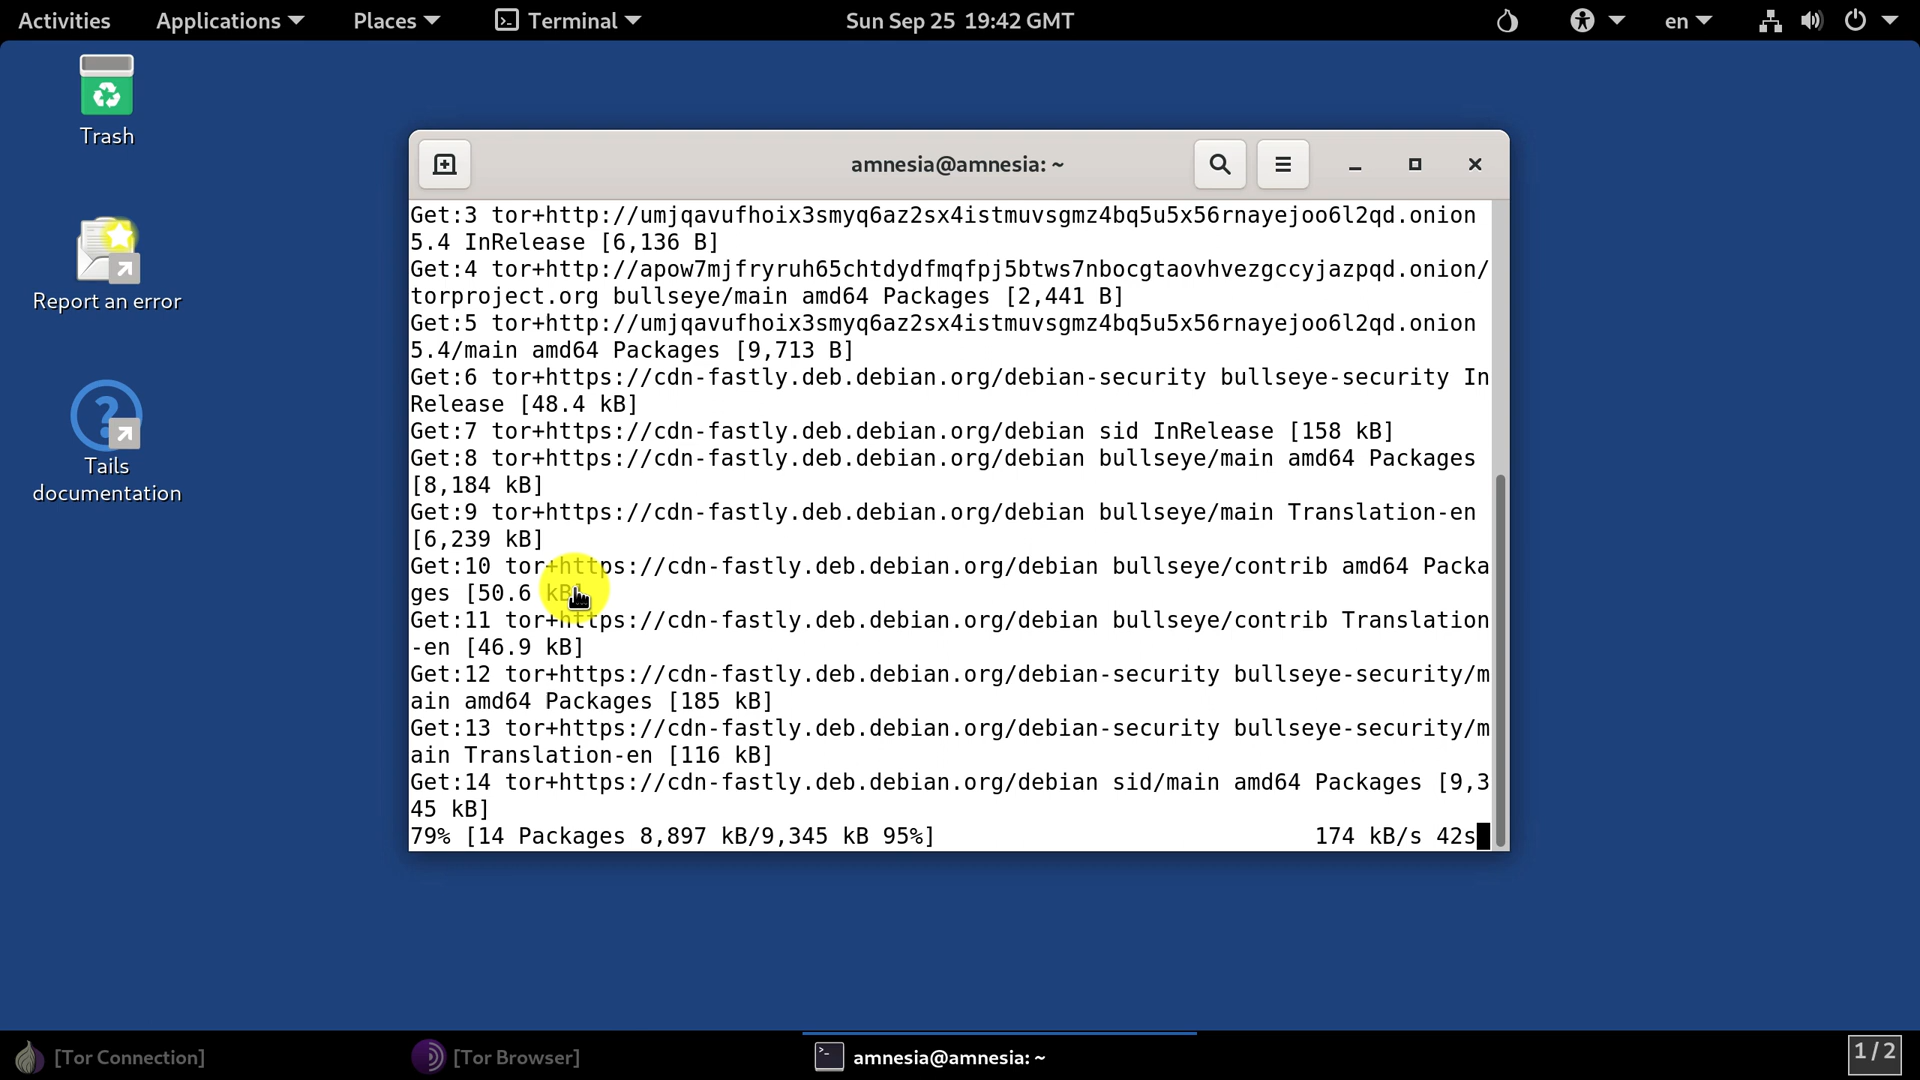 Activities Applications Places Terminal Sun Sep 25 19:42 GMT en
Trash
Report an error
Tails
documentation
amnesia@amnesia: ~
Get:3 tor+http://umjqavufhoix3smyq6az2sx4istmuvsgmz4bq5u5x56rnayejoo6l2qd.onion
5.4 InRelease [6,136 B]
Get:4 tor+http://apow7mjfryruh65chtdydfmqfpj5btws7nbocgtaovhvezgccyjazpqd.onion/
torproject.org bullseye/main amd64 Packages [2,441 B]
Get:5 tor+http://umjqavufhoix3smyq6az2sx4istmuvsgmz4bq5u5x56rnayejoo6l2qd.onion
5.4/main amd64 Packages [9,713 B]
Get:6 tor+https://cdn-fastly.deb.debian.org/debian-security bullseye-security In
Release [48.4 kB]
Get:7 tor+https://cdn-fastly.deb.debian.org/debian sid InRelease [158 kB]
Get:8 tor+https://cdn-fastly.deb.debian.org/debian bullseye/main amd64 Packages
[8,184 kB]
Get:9 tor+https://cdn-fastly.deb.debian.org/debian bullseye/main Translation-en
[6,239 kB]
Get:10 tor+https://cdn-fastly.deb.debian.org/debian bullseye/contrib amd64 Packa
ges [50.6 kB]
Get:11 tor+https://cdn-fastly.deb.debian.org/debian bullseye/contrib Translation
-en [46.9 kB]
Get:12 tor+https://cdn-fastly.deb.debian.org/debian-security bullseye-security/m
ain amd64 Packages [185 kB]
Get:13 tor+https://cdn-fastly.deb.debian.org/debian-security bullseye-security/m
ain Translation-en [116 kB]
Get:14 tor+https://cdn-fastly.deb.debian.org/debian sid/main amd64 Packages [9,3
45 kB]
79% [14 Packages 8,897 kB/9,345 kB 95%] 174 kB/s 42s
[Tor Connection] [Tor Browser] amnesia@amnesia: ~ 1/2